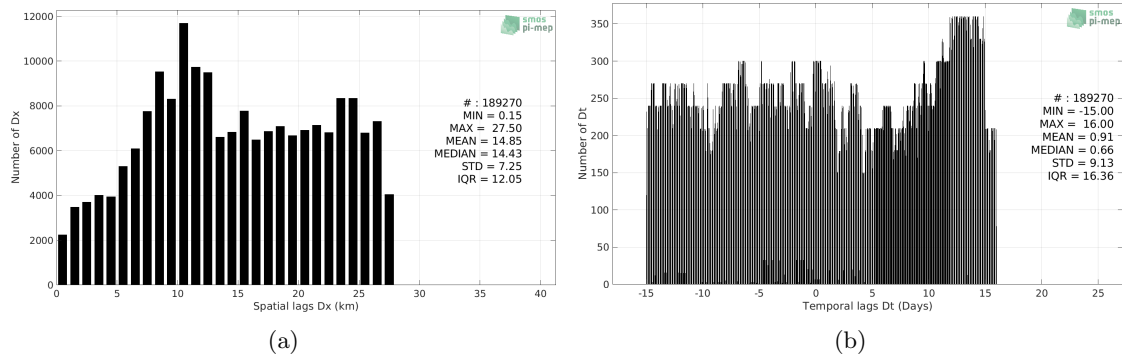 12000
10000
8000
6000
4000
2000
0
0 5 10 15 20 25 30 35 40
Number of Dx
Spatial lags Dx (km)
smos
pi-mep
# : 189270
MIN = 0.15
MAX = 27.50
MEAN = 14.85
MEDIAN = 14.43
STD = 7.25
IQR = 12.05
(a)
350
300
250
200
150
100
50
0
-15 -10 -5 0 5 10 15 20 25
Number of Dt
Temporal lags Dt (Days)
smos
pi-mep
# : 189270
MIN = -15.00
MAX = 16.00
MEAN = 0.91
MEDIAN = 0.66
STD = 9.13
IQR = 16.36
(b)